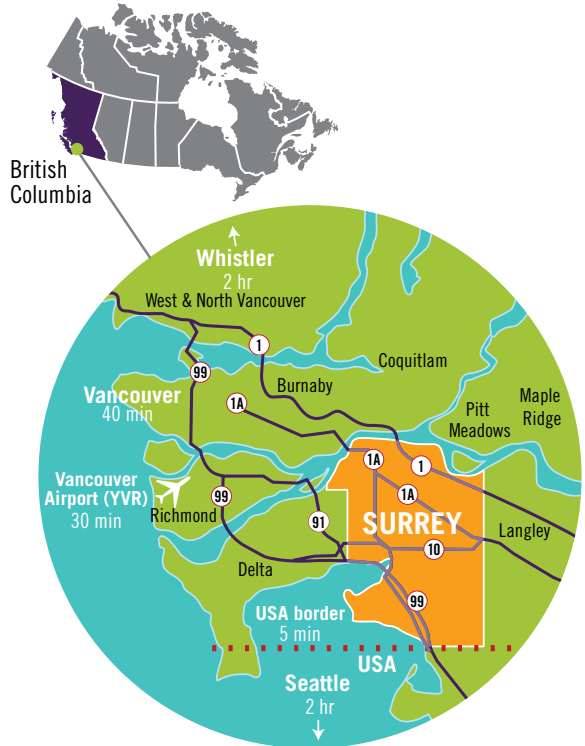 British
Columbia
Whistler
2 hr
West & North Vancouver
1
99
Coquitlam
Burnaby
Vancouver
40 min
1A
Maple
Ridge
Pitt
Meadows
1A
1
Vancouver
Airport (YVR)
30 min
99
Richmond
91
1A
SURREY
Langley
10
Delta
99
USA border
5 min
USA
Seattle
2 hr